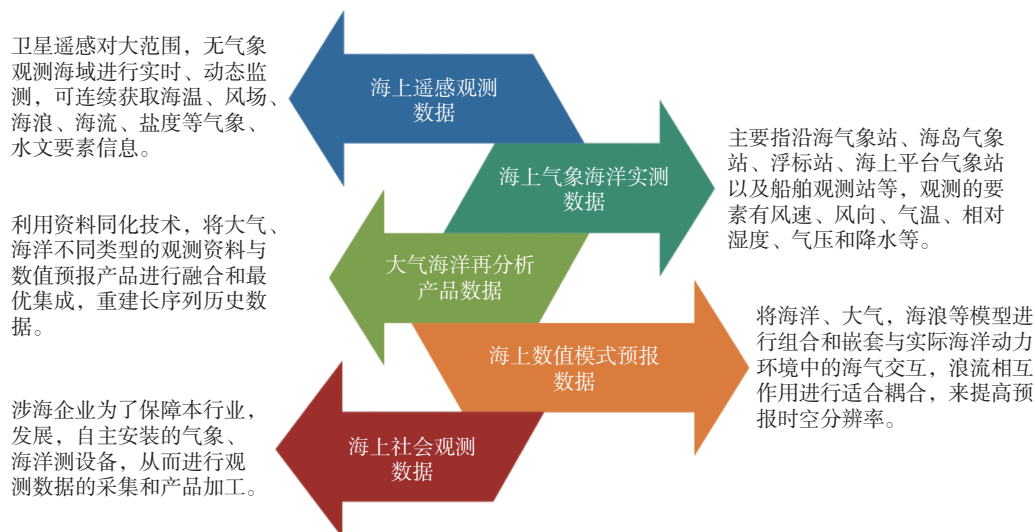 卫星遥感对大范围，无气象
观测海域进行实时、动态监
测，可连续获取海温、风场、
海浪、海流、盐度等气象、
水文要素信息。
海上遥感观测
数据
海上气象海洋实测
数据
主要指沿海气象站、海岛气象
站、浮标站、海上平台气象站
以及船舶观测站等，观测的要
素有风速、风向、气温、相对
湿度、气压和降水等。
利用资料同化技术，将大气、
海洋不同类型的观测资料与
数值预报产品进行融合和最
优集成，重建长序列历史数
据。
大气海洋再分析
产品数据
海上数值模式预报
数据
将海洋、大气，海浪等模型进
行组合和嵌套与实际海洋动力
环境中的海气交互，浪流相互
作用进行适合耦合，来提高预
报时空分辨率。
涉海企业为了保障本行业，
发展，自主安装的气象、
海洋测设备，从而进行观
测数据的采集和产品加工。
海上社会观测
数据